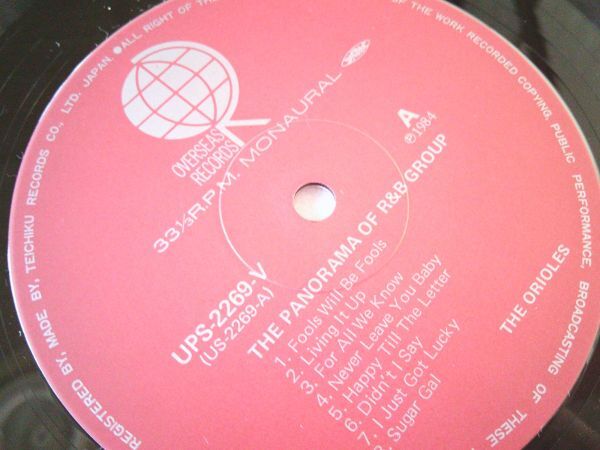 REGISTERED BY, MADE BY, TEICHIKU RECORDS CO., LTD. JAPAN. ●ALL RIGHT OF THE
OF THE WORK RECORDED COPYING, PUBLIC PERFORMANCE, BROADCASTING OF THESE
OVERSEAS
RECORDS
33⅓R.P.M. MONAURAL
A
Ⓟ1984
UPS-2269-V
(US-2269-A)
THE PANORAMA OF R&B GROUP
1. Fools Will Be Fools
2. Living It Up
3. For All We Know
4. Never Leave You Baby
5. Happy Till The Letter
6. Didn't I Say
7. I Just Got Lucky
8. Sugar Gal
THE ORIOLES